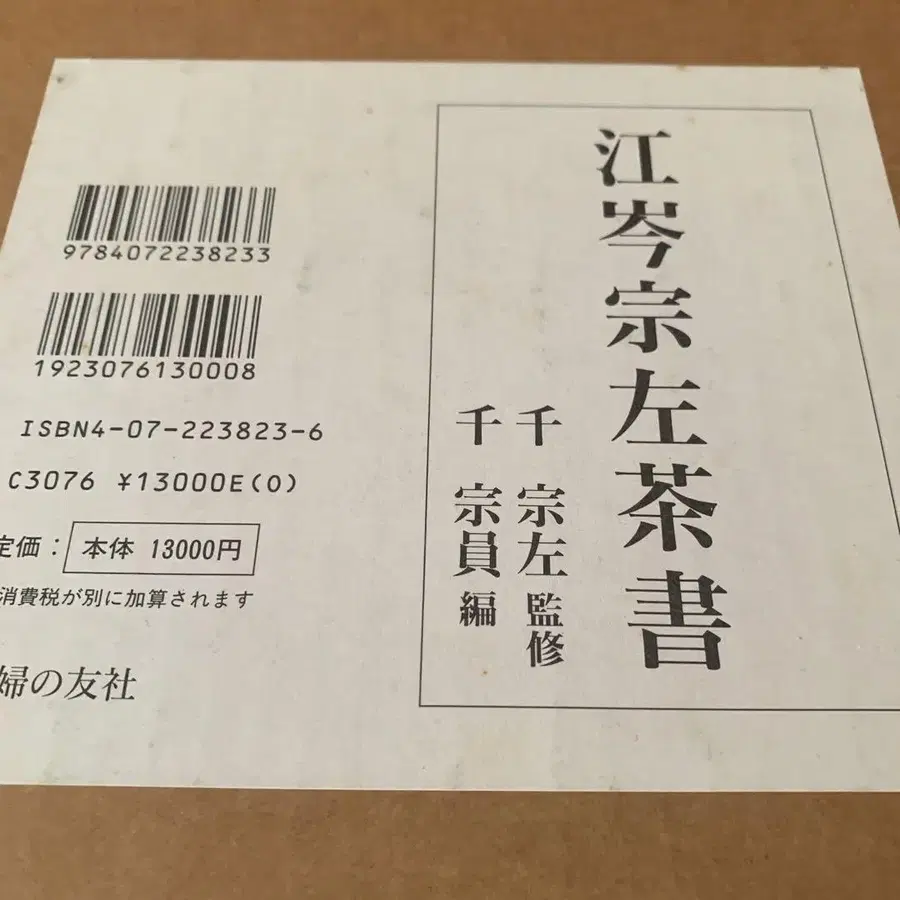 江岑宗左茶書
千 宗左 監修
千 宗員 編
9784072238233
1923076130008
ISBN4-07-223823-6
C3076 ¥13000E(0)
定価：本体 13000円
消費税が別に加算されます
婦の友社